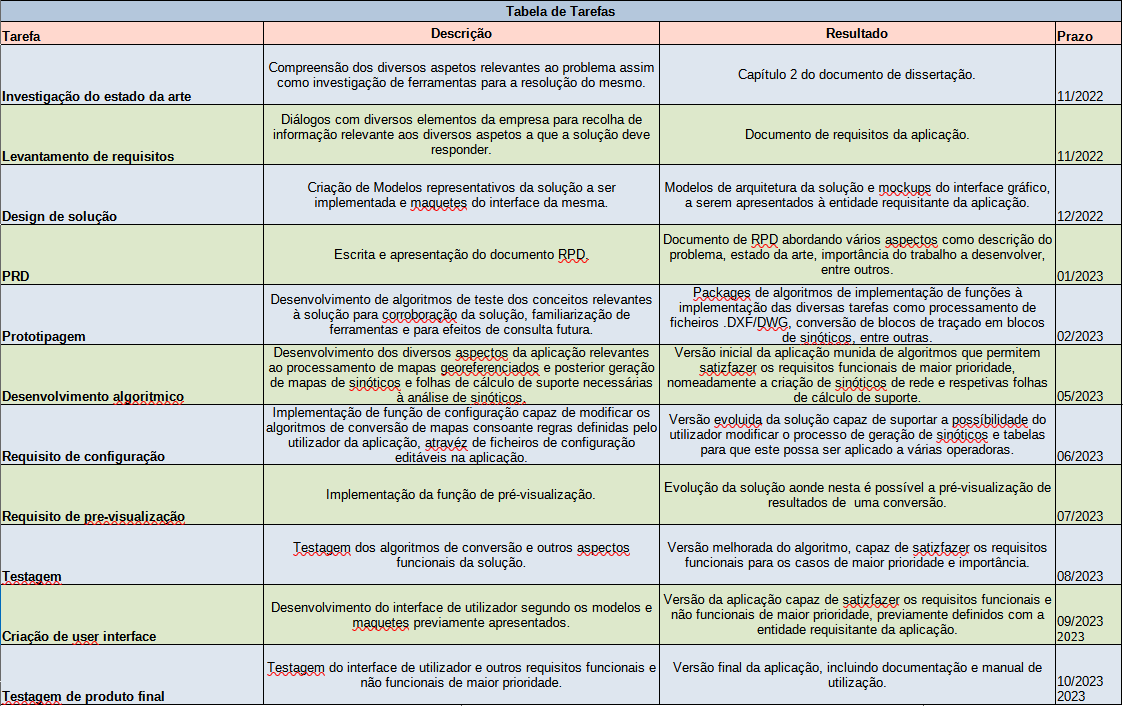 Tabela de Tarefas
Tarefa
Descrição
Resultado
Prazo
Investigação do estado da arte
Compreensão dos diversos aspetos relevantes ao problema assim
como investigação de ferramentas para a resolução do mesmo.
Capítulo 2 do documento de dissertação.
11/2022
Levantamento de requisitos
Diálogos com diversos elementos da empresa para recolha de
informação relevante aos diversos aspetos a que a solução deve
responder.
Documento de requisitos da aplicação.
11/2022
Design de solução
Criação de Modelos representativos da solução a ser
implementada e maquetes do interface da mesma.
Modelos de arquitetura da solução e mockups do interface gráfico,
a serem apresentados à entidade requisitante da aplicação.
12/2022
PRD
Escrita e apresentação do documento RPD.
Documento de RPD abordando vários aspectos como descrição do
problema, estado da arte, importância do trabalho a desenvolver,
entre outros.
01/2023
Prototipagem
Desenvolvimento de algoritmos de teste dos conceitos relevantes
à solução para corroboração da solução, familiarização de
ferramentas e para efeitos de consulta futura.
Packages de algoritmos de implementação de funções à
implementação das diversas tarefas como processamento de
ficheiros .DXF/DWG, conversão de blocos de traçado em blocos
de sinóticos, entre outras.
02/2023
Desenvolvimento algoritmico
Desenvolvimento dos diversos aspectos da aplicação relevantes
ao processamento de mapas georeferenciados e posterior geração
de mapas de sinóticos e folhas de cálculo de suporte necessárias
à análise de sinóticos.
Versão inicial da aplicação munida de algoritmos que permitem
satizfazer os requisitos funcionais de maior prioridade,
nomeadamente a criação de sinóticos de rede e respetivas folhas
de cálculo de suporte.
05/2023
Requisito de configuração
Implementação de função de configuração capaz de modificar os
algoritmos de conversão de mapas consoante regras definidas pelo
utilizador da aplicação, atravéz de ficheiros de configuração
editáveis na aplicação.
Versão evoluida da solução capaz de suportar a possíbilidade do
utilizador modificar o processo de geração de sinóticos e tabelas
para que este possa ser aplicado a várias operadoras.
06/2023
Requisito de pre-visualização
Implementação da função de pré-visualização.
Evolução da solução aonde nesta é possível a pré-visualização de
resultados de uma conversão.
07/2023
Testagem
Testagem dos algoritmos de conversão e outros aspectos
funcionais da solução.
Versão melhorada do algoritmo, capaz de satizfazer os requisitos
funcionais para os casos de maior prioridade e importância.
08/2023
Criação de user interface
Desenvolvimento do interface de utilizador segundo os modelos e
maquetes previamente apresentados.
Versão da aplicação capaz de satizfazer os requisitos funcionais e
não funcionais de maior prioridade, previamente definidos com a
entidade requisitante da aplicação.
09/2023
2023
Testagem de produto final
Testagem do interface de utilizador e outros requisitos funcionais e
não funcionais de maior prioridade.
Versão final da aplicação, incluindo documentação e manual de
utilização.
10/2023
2023